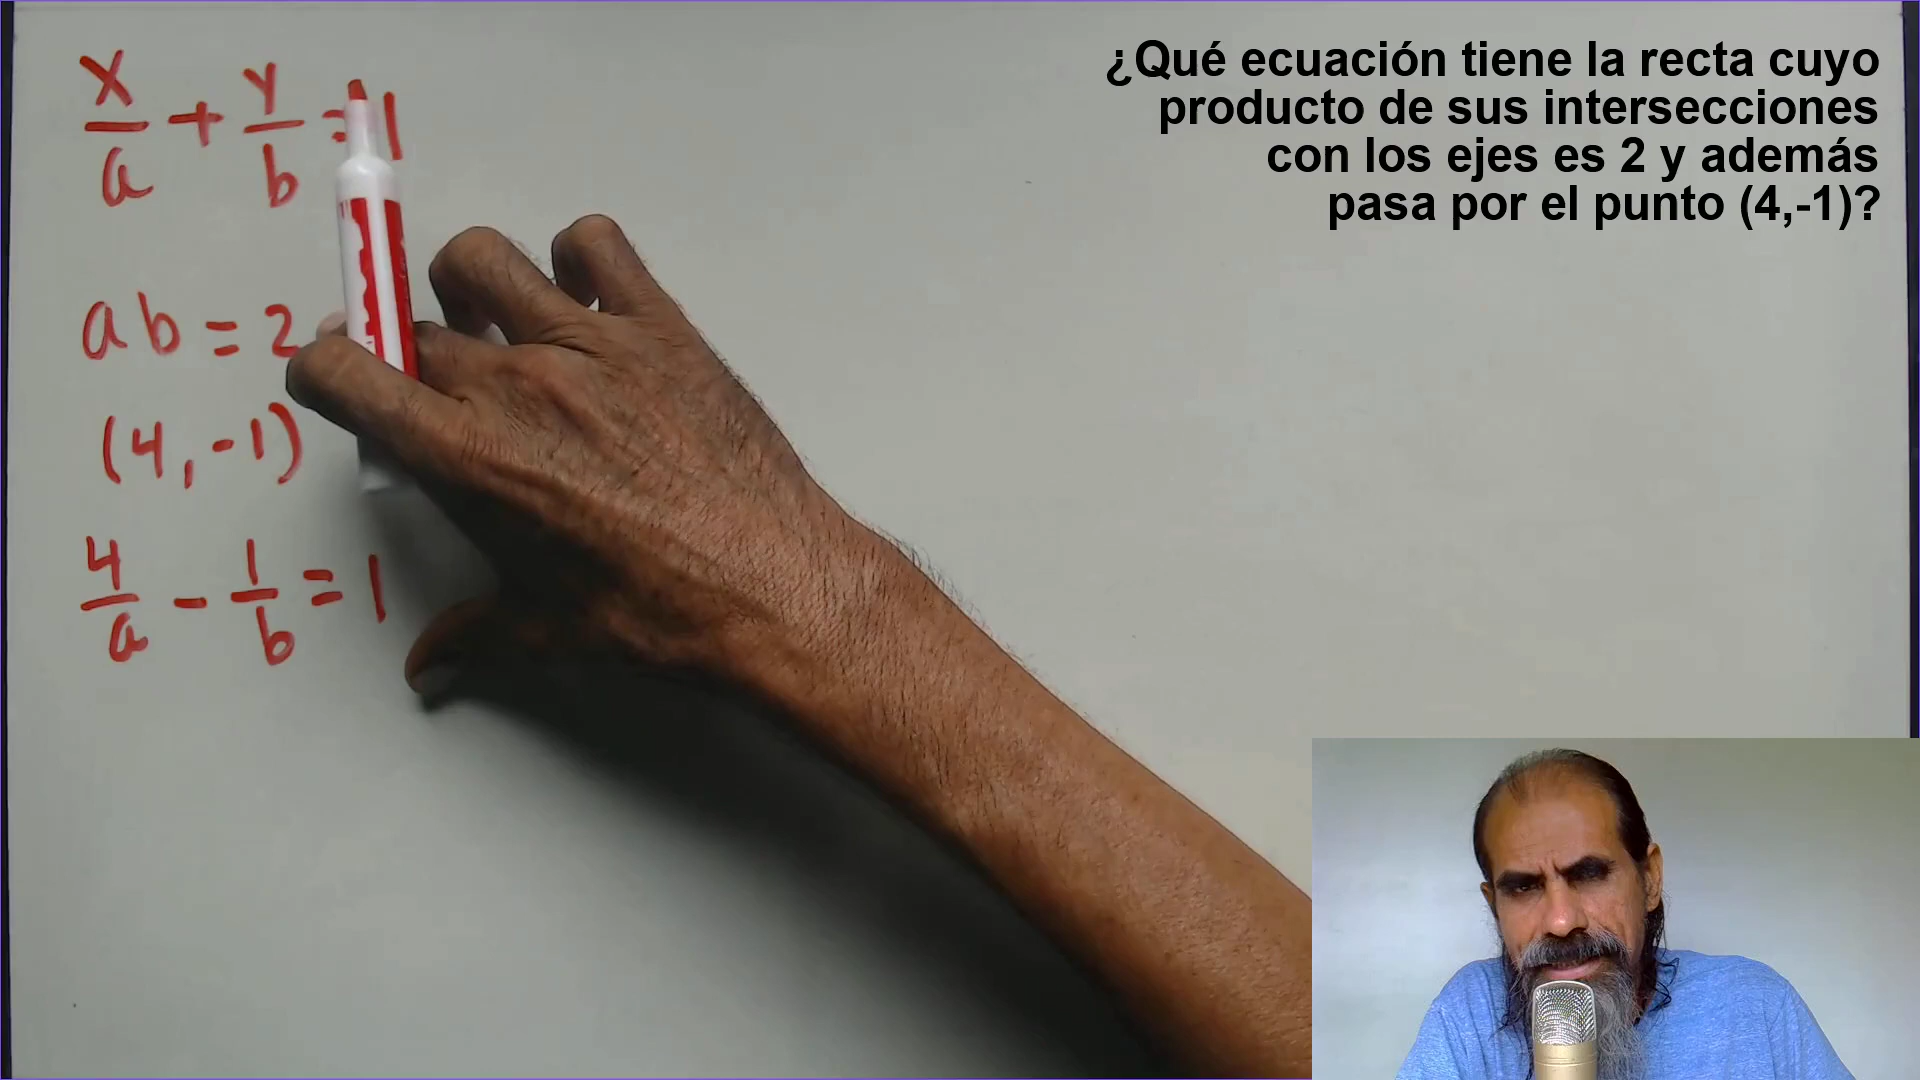 ¿Qué ecuación tiene la recta cuyo
producto de sus intersecciones
con los ejes es 2 y además
pasa por el punto (4,-1)?
x/a + y/b = 1
ab = 2
(4, -1)
4/a - 1/b = 1